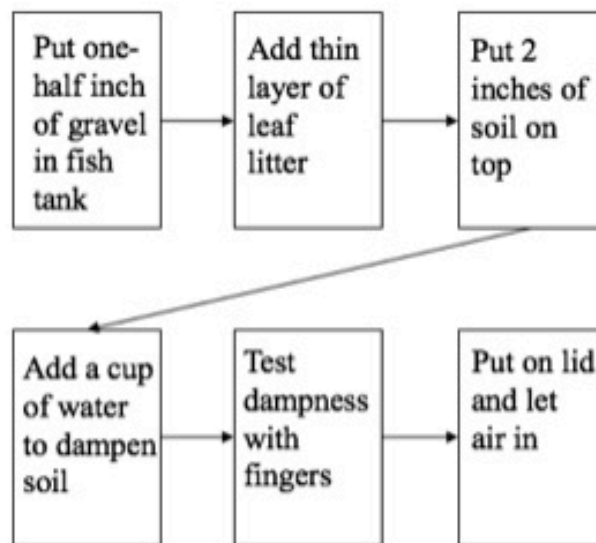 Put one-
half inch
of gravel
in fish
tank
Add thin
layer of
leaf
litter
Put 2
inches of
soil on
top
Add a cup
of water
to dampen
soil
Test
dampness
with
fingers
Put on lid
and let
air in